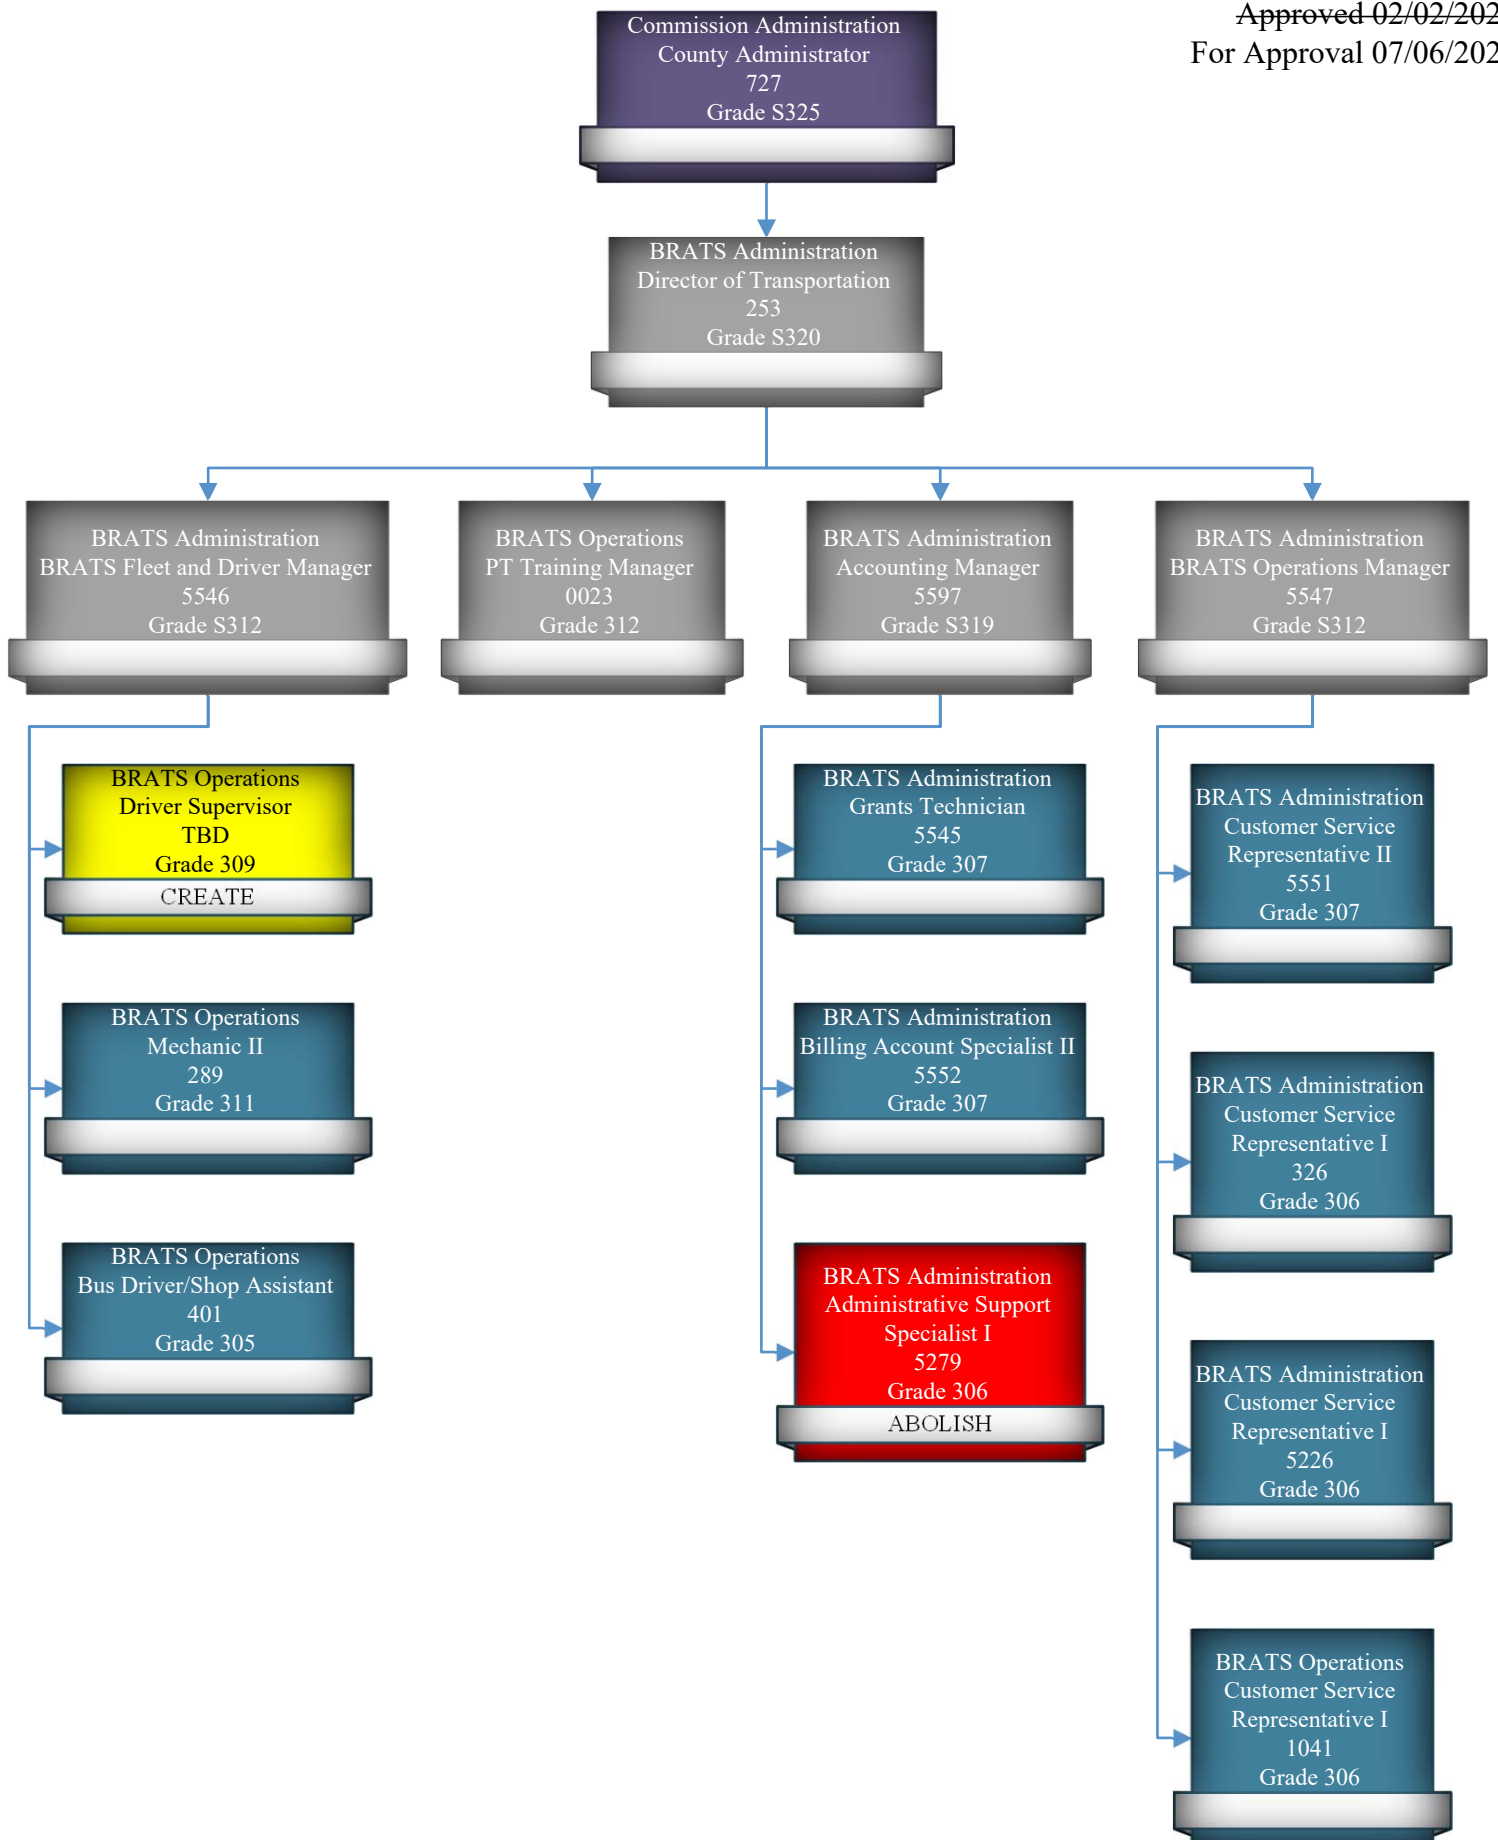 Approved 02/02/202
For Approval 07/06/202
Commission Administration
County Administrator
727
Grade S325
BRATS Administration
Director of Transportation
253
Grade S320
BRATS Administration
BRATS Fleet and Driver Manager
5546
Grade S312
BRATS Operations
PT Training Manager
0023
Grade 312
BRATS Administration
Accounting Manager
5597
Grade S319
BRATS Administration
BRATS Operations Manager
5547
Grade S312
BRATS Operations
Driver Supervisor
TBD
Grade 309
CREATE
BRATS Operations
Mechanic II
289
Grade 311
BRATS Operations
Bus Driver/Shop Assistant
401
Grade 305
BRATS Administration
Grants Technician
5545
Grade 307
BRATS Administration
Billing Account Specialist II
5552
Grade 307
BRATS Administration
Administrative Support
Specialist I
5279
Grade 306
ABOLISH
BRATS Administration
Customer Service
Representative II
5551
Grade 307
BRATS Administration
Customer Service
Representative I
326
Grade 306
BRATS Administration
Customer Service
Representative I
5226
Grade 306
BRATS Operations
Customer Service
Representative I
1041
Grade 306